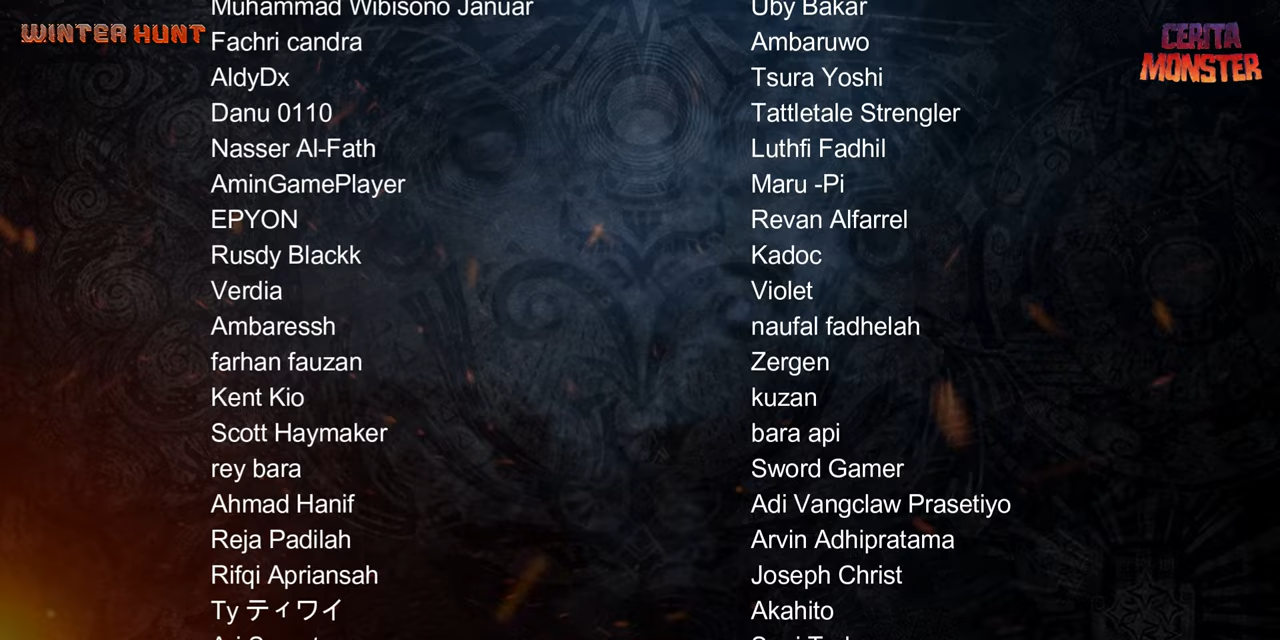 WINTER HUNT
CERITA
MONSTER
Muhammad Wibisono Januar
Fachri candra
AldyDx
Danu 0110
Nasser Al-Fath
AminGamePlayer
EPYON
Rusdy Blackk
Verdia
Ambaressh
farhan fauzan
Kent Kio
Scott Haymaker
rey bara
Ahmad Hanif
Reja Padilah
Rifqi Apriansah
Ty ティワイ
Uby Bakar
Ambaruwo
Tsura Yoshi
Tattletale Strengler
Luthfi Fadhil
Maru -Pi
Revan Alfarrel
Kadoc
Violet
naufal fadhelah
Zergen
kuzan
bara api
Sword Gamer
Adi Vangclaw Prasetiyo
Arvin Adhipratama
Joseph Christ
Akahito